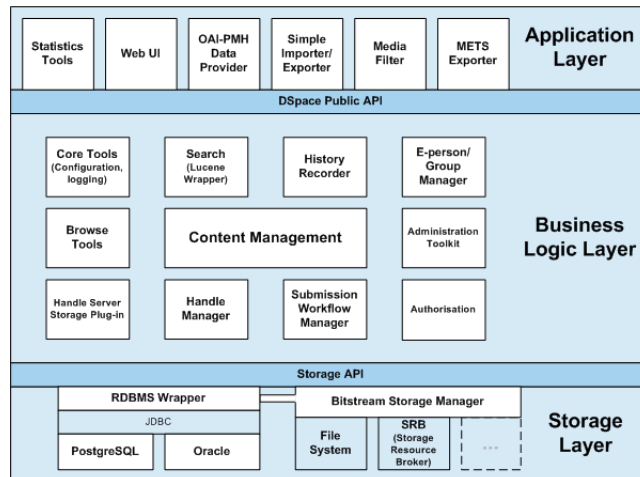 Statistics
Tools
Web UI
OAI-PMH
Data
Provider
Simple
Importer/
Exporter
Media
Filter
METS
Exporter
Application
Layer
DSpace Public API
Core Tools
(Configuration,
logging)
Search
(Lucene
Wrapper)
History
Recorder
E-person/
Group
Manager
Browse
Tools
Content Management
Administration
Toolkit
Business
Logic Layer
Handle Server
Storage Plug-in
Handle
Manager
Submission
Workflow
Manager
Authorisation
Storage API
RDBMS Wrapper
Bitstream Storage Manager
JDBC
PostgreSQL
Oracle
File
System
SRB
(Storage
Resource
Broker)
...
Storage
Layer